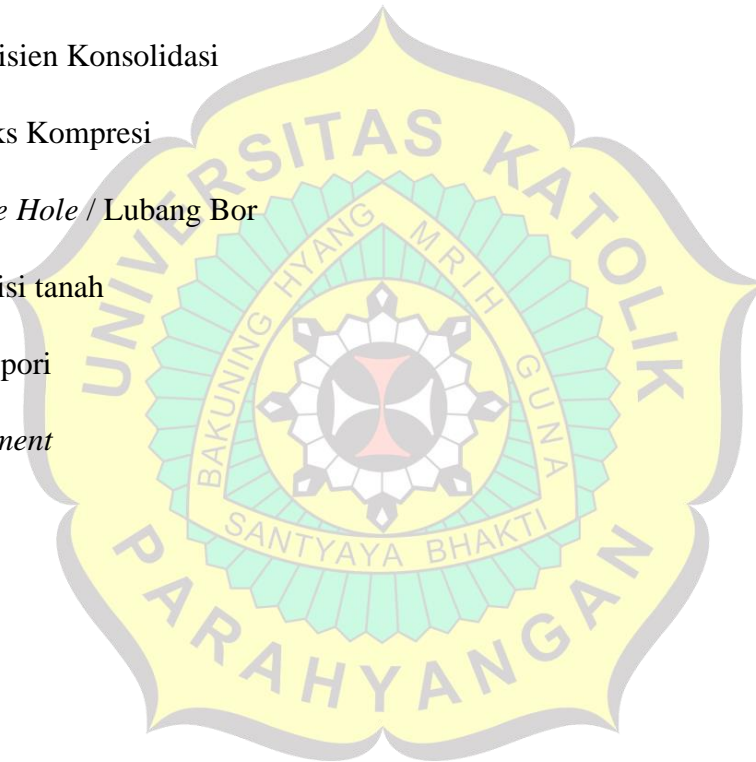 isien Konsolidasi
ks Kompresi
e Hole / Lubang Bor
isi tanah
pori
ment
UNIVERSITAS KATOLIK
PARAHYANGAN
BAKUNING HYANG MRIH GUNA
SANTYAYA BHAKTI